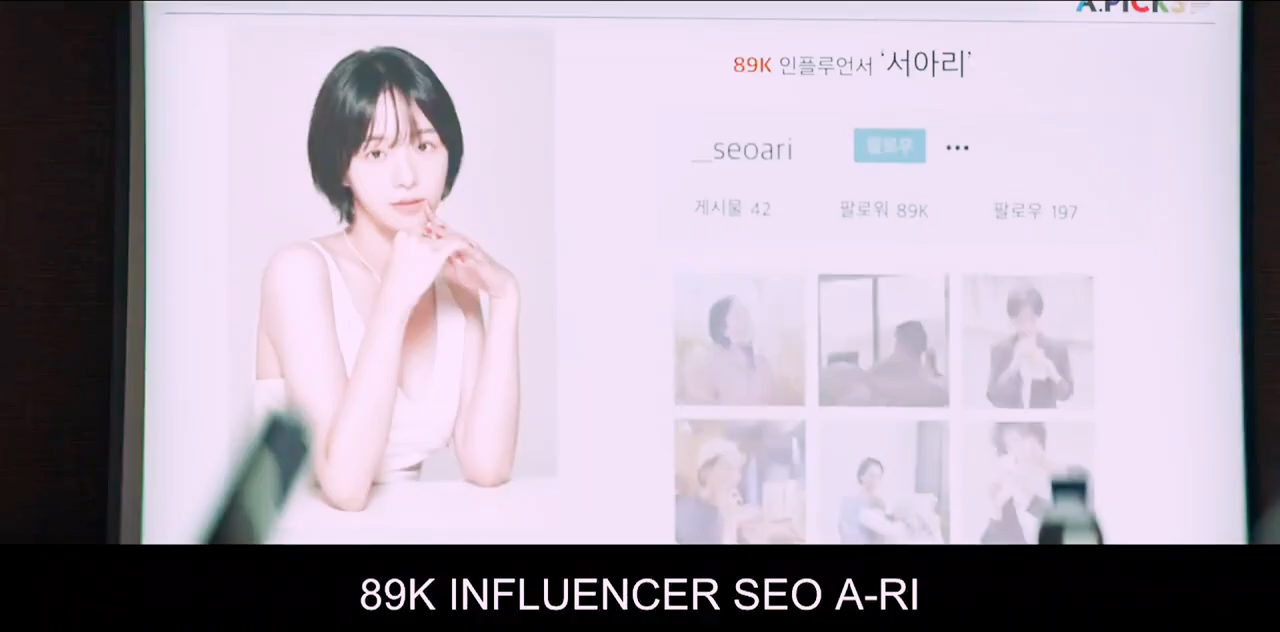 A.PICKS
89K 인플루언서 '서아리'
__seoari 팔로우 •••
게시물 42 팔로워 89K 팔로우 197
89K INFLUENCER SEO A-RI